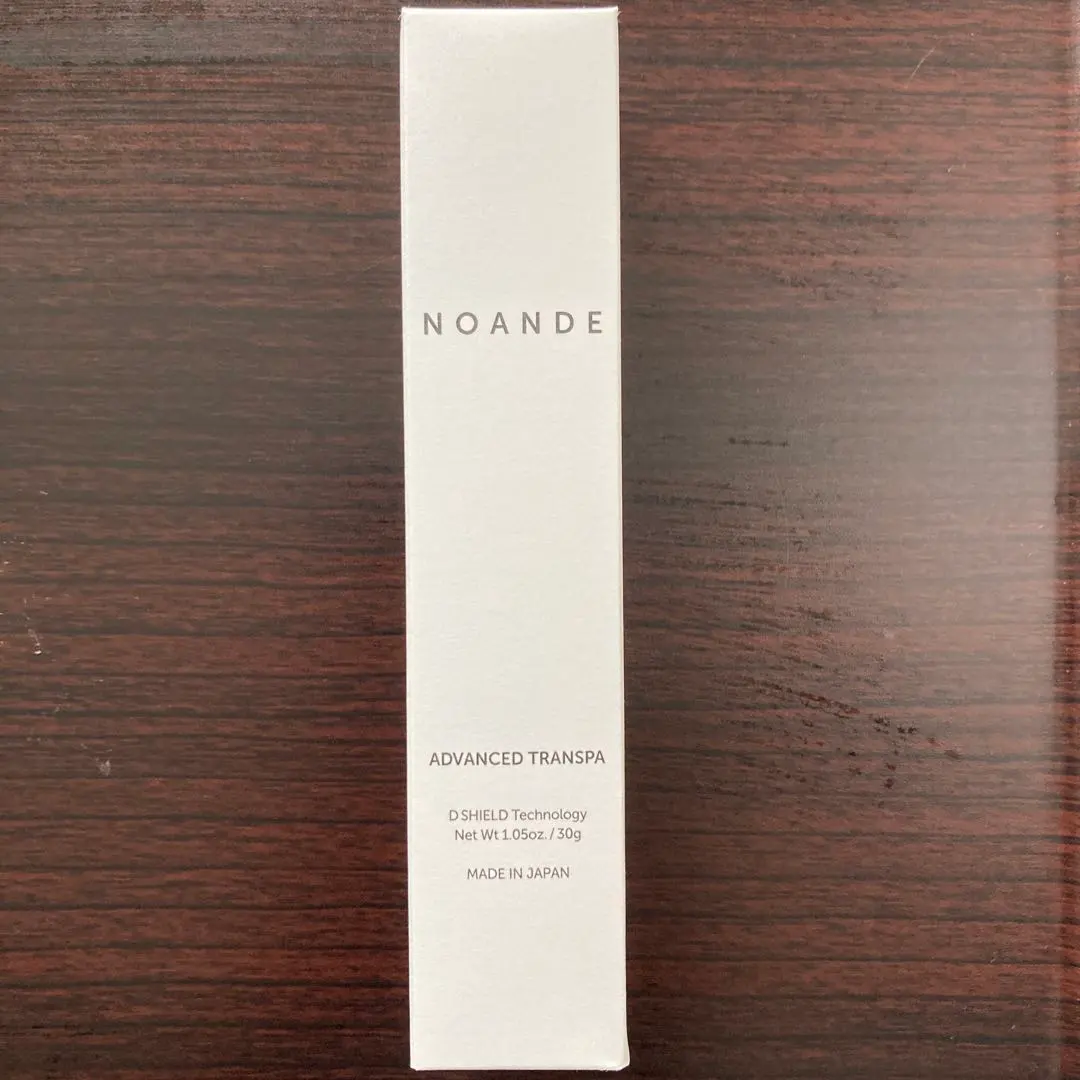 NOANDE
ADVANCED TRANSPA
D SHIELD Technology
Net Wt 1.05oz. / 30g
MADE IN JAPAN